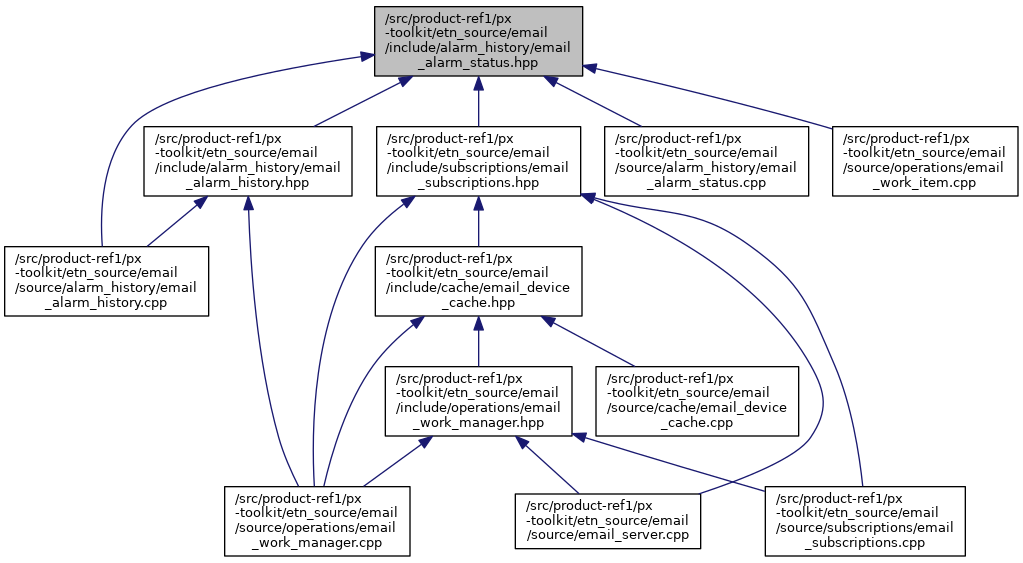 /src/product-ref1/px
-toolkit/etn_source/email
/include/alarm_history/email
_alarm_status.hpp
/src/product-ref1/px
-toolkit/etn_source/email
/include/alarm_history/email
_alarm_history.hpp
/src/product-ref1/px
-toolkit/etn_source/email
/include/subscriptions/email
_subscriptions.hpp
/src/product-ref1/px
-toolkit/etn_source/email
/source/alarm_history/email
_alarm_status.cpp
/src/product-ref1/px
-toolkit/etn_source/email
/source/operations/email
_work_item.cpp
/src/product-ref1/px
-toolkit/etn_source/email
/source/alarm_history/email
_alarm_history.cpp
/src/product-ref1/px
-toolkit/etn_source/email
/include/cache/email_device
_cache.hpp
/src/product-ref1/px
-toolkit/etn_source/email
/include/operations/email
_work_manager.hpp
/src/product-ref1/px
-toolkit/etn_source/email
/source/cache/email_device
_cache.cpp
/src/product-ref1/px
-toolkit/etn_source/email
/source/operations/email
_work_manager.cpp
/src/product-ref1/px
-toolkit/etn_source/email
/source/email_server.cpp
/src/product-ref1/px
-toolkit/etn_source/email
/source/subscriptions/email
_subscriptions.cpp